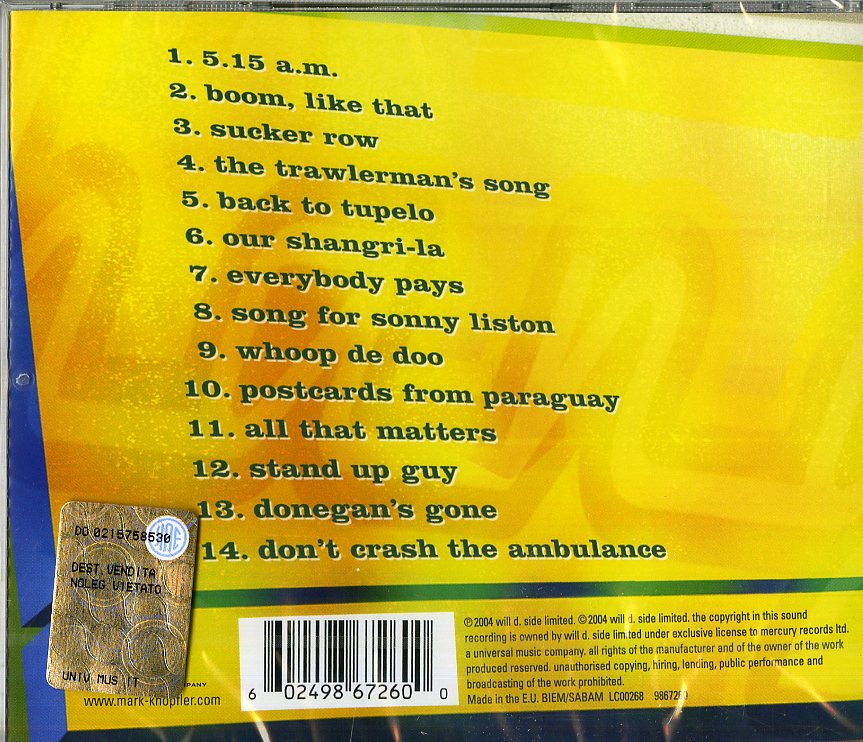 1. 5.15 a.m.
2. boom, like that
3. sucker row
4. the trawlerman's song
5. back to tupelo
6. our shangri-la
7. everybody pays
8. song for sonny liston
9. whoop de doo
10. postcards from paraguay
11. all that matters
12. stand up guy
13. donegan's gone
14. don't crash the ambulance
DO 0215758530
DEST. VENDITA
NOLEG. VIETATO
UNIV MUS IT
www.mark-knopfler.com
6 02498 67260 0
℗2004 will d. side limited. ©2004 will d. side limited. the copyright in this sound
recording is owned by will d. side limited under exclusive license to mercury records ltd.
a universal music company. all rights of the manufacturer and of the owner of the work
produced reserved. unauthorised copying, hiring, lending, public performance and
broadcasting of the work prohibited.
Made in the E.U. BIEM/SABAM LC00268